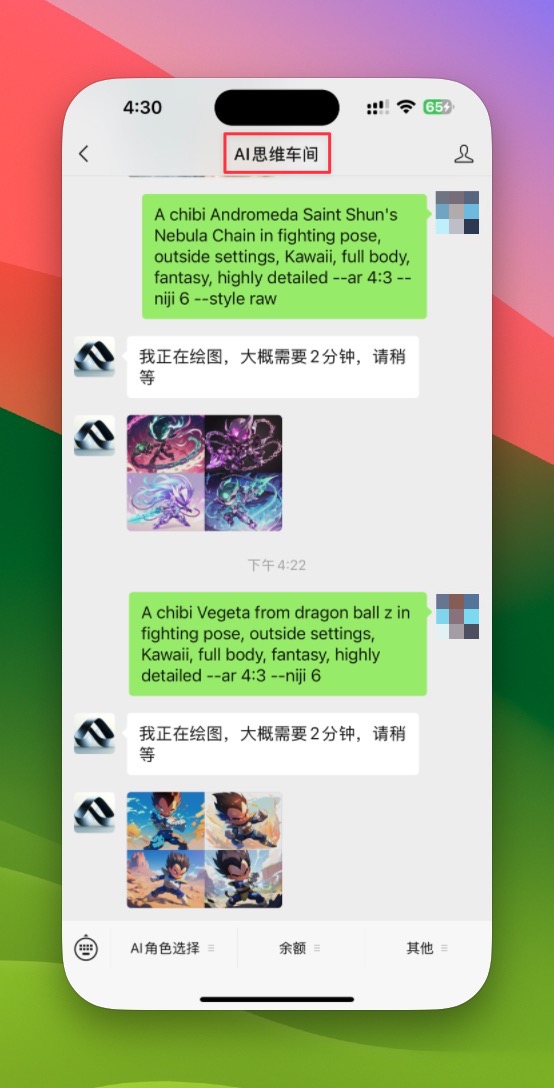 4:30
65
AI思维车间
A chibi Andromeda Saint Shun's
Nebula Chain in fighting pose,
outside settings, Kawaii, full body,
fantasy, highly detailed --ar 4:3 --
niji 6 --style raw
我正在绘图，大概需要2分钟，请稍
等
下午4:22
A chibi Vegeta from dragon ball z in
fighting pose, outside settings,
Kawaii, full body, fantasy, highly
detailed --ar 4:3 --niji 6
我正在绘图，大概需要2分钟，请稍
等
AI角色选择
余额
其他